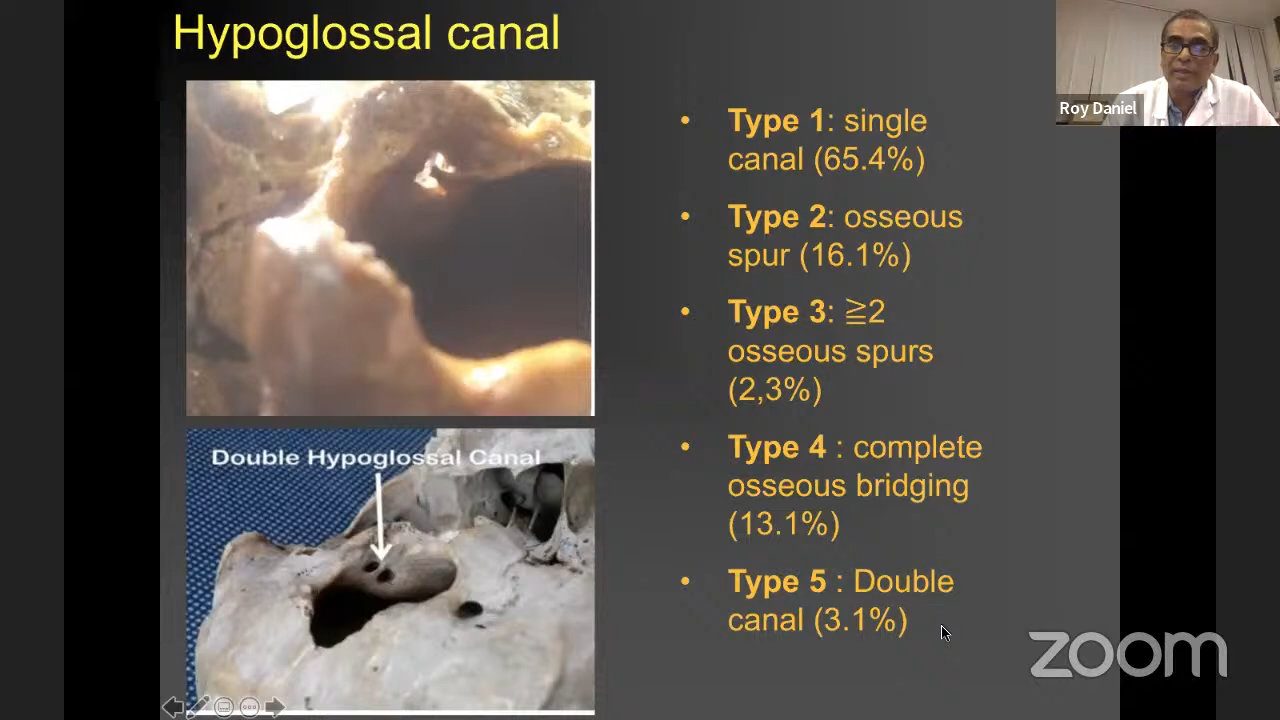 Hypoglossal canal
Roy Daniel
Type 1: single
canal (65.4%)
Type 2: osseous
spur (16.1%)
Type 3: ≧2
osseous spurs
(2,3%)
Type 4 : complete
osseous bridging
(13.1%)
Type 5 : Double
canal (3.1%)
Double Hypoglossal Canal
zoom